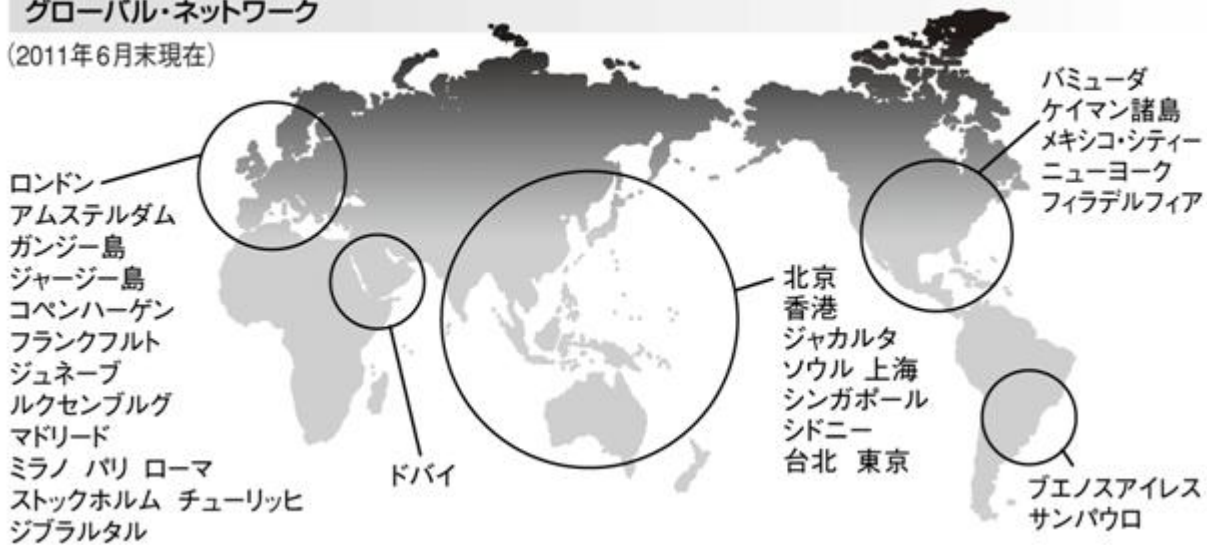 グローバル・ネットワーク
(2011年6月末現在)
ロンドン
アムステルダム
ガンジー島
ジャージー島
コペンハーゲン
フランクフルト
ジュネーブ
ルクセンブルグ
マドリード
ミラノ パリ ローマ
ストックホルム チューリッヒ
ジブラルタル
ドバイ
北京
香港
ジャカルタ
ソウル 上海
シンガポール
シドニー
台北 東京
バミューダ
ケイマン諸島
メキシコ・シティー
ニューヨーク
フィラデルフィア
ブエノスアイレス
サンパウロ